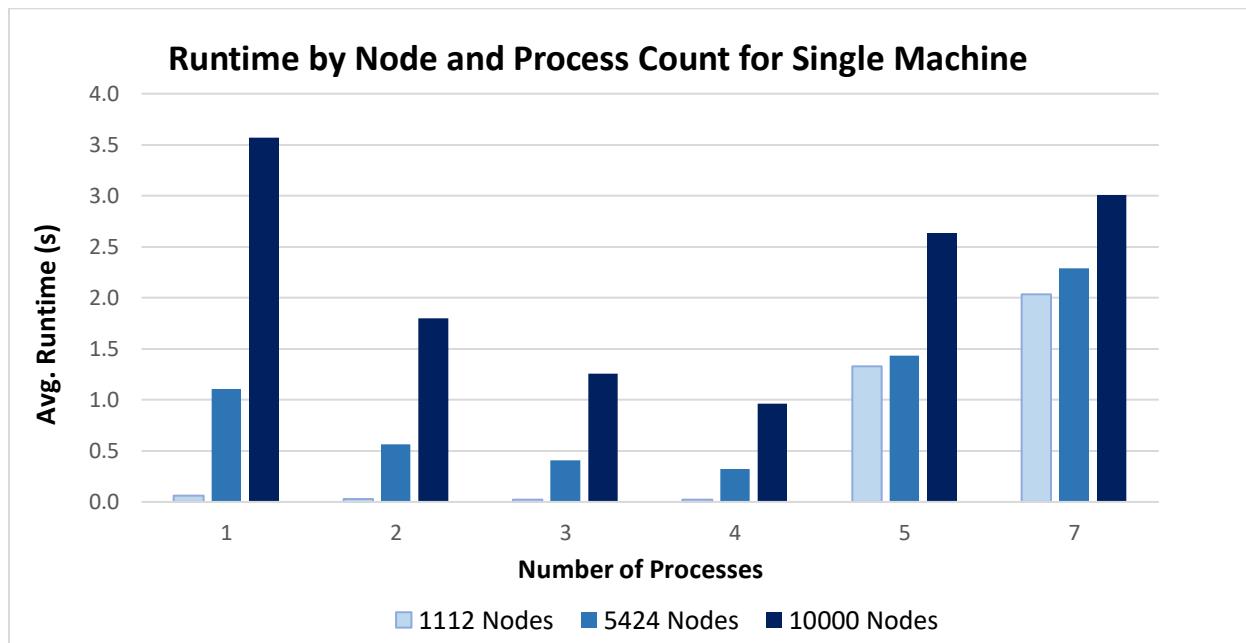 Runtime by Node and Process Count for Single Machine
4.0
3.5
3.0
2.5
2.0
1.5
1.0
0.5
0.0
Avg. Runtime (s)
1 2 3 4 5 7
Number of Processes
1112 Nodes 5424 Nodes 10000 Nodes